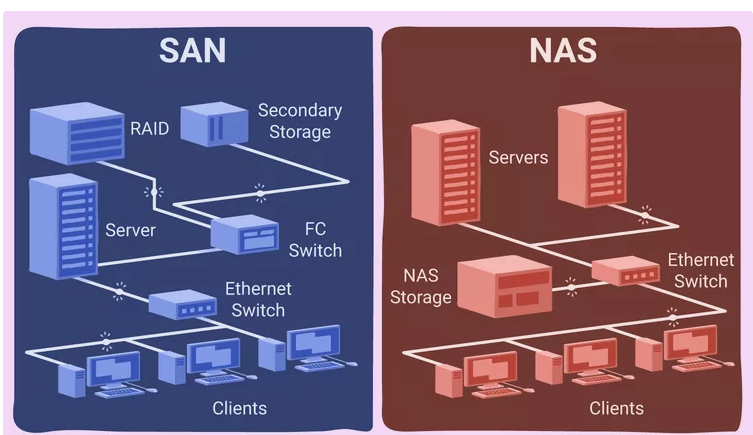 SAN
RAID
Secondary
Storage
Server
FC
Switch
Ethernet
Switch
Clients
NAS
Servers
NAS
Storage
Ethernet
Switch
Clients